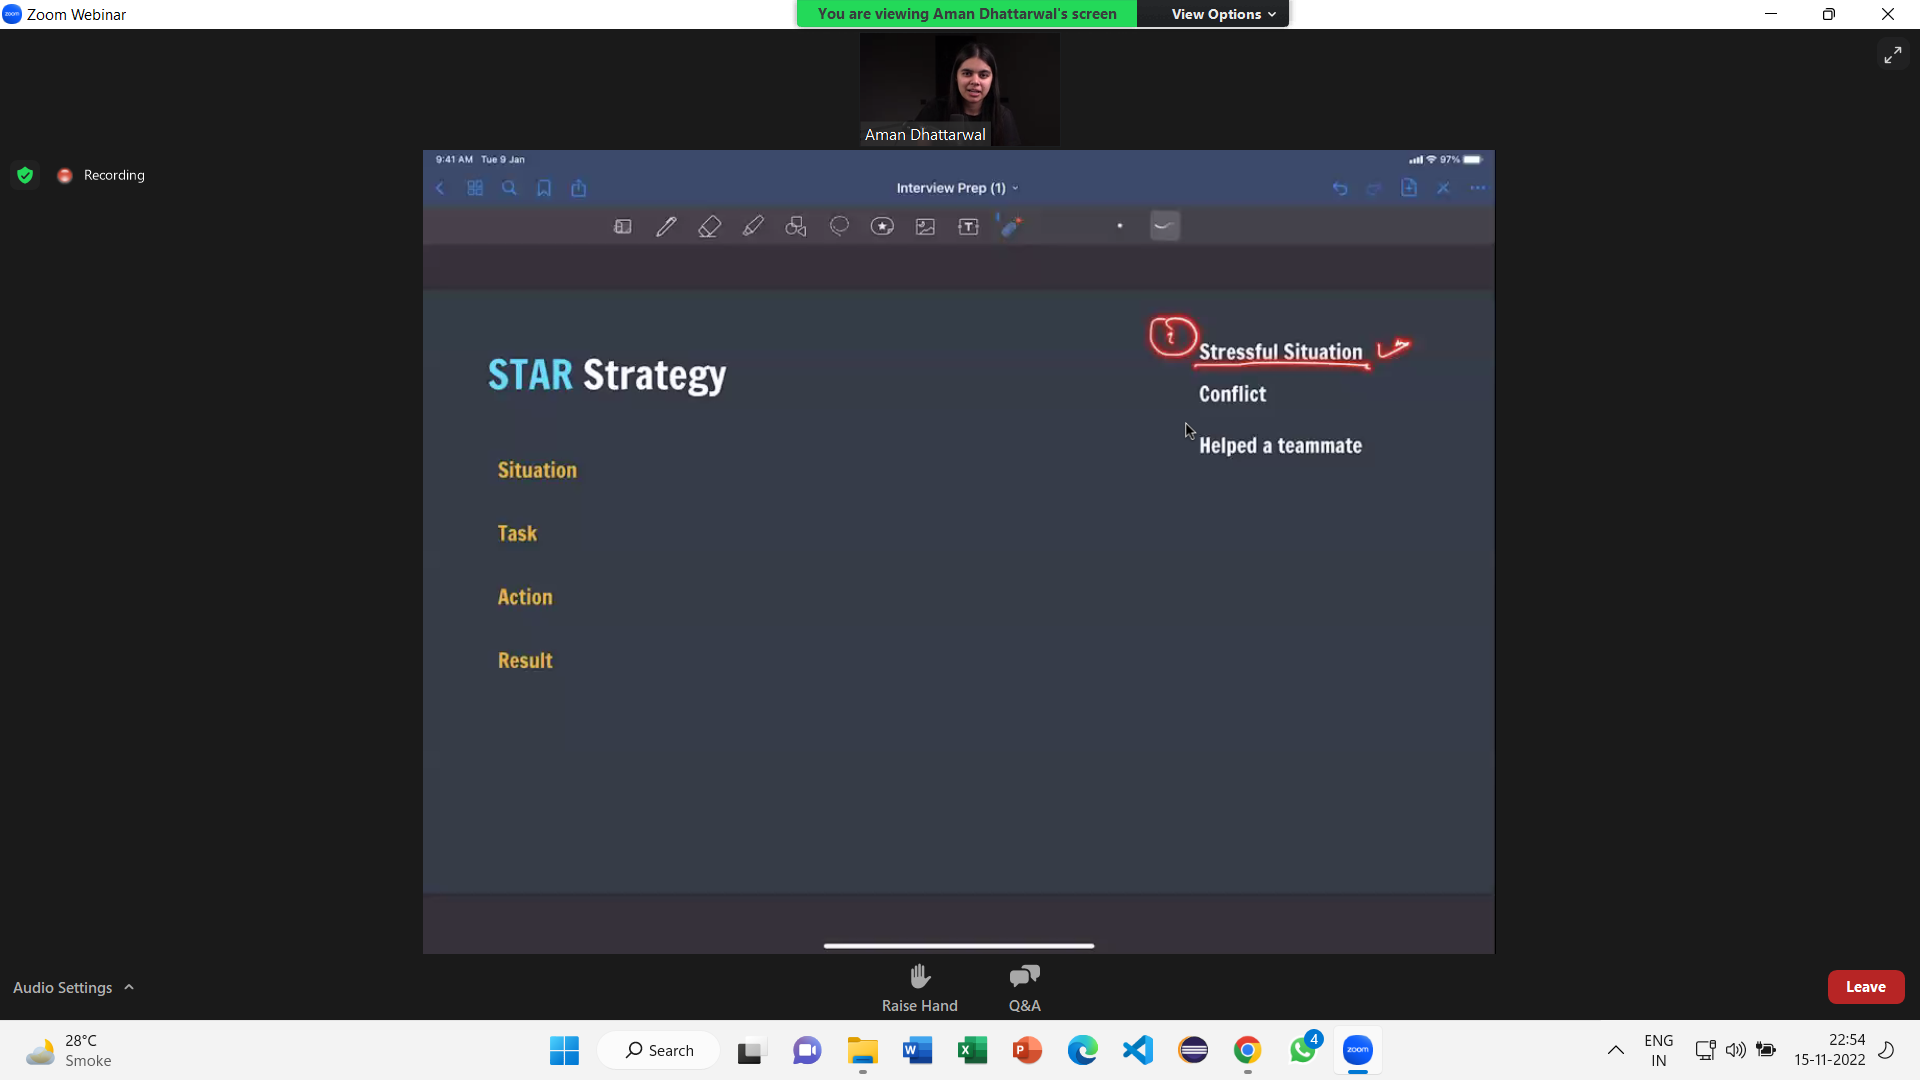 Zoom Webinar
You are viewing Aman Dhattarwal's screen
View Options
Aman Dhattarwal
Recording
9:41 AM Tue 9 Jan
97%
Interview Prep (1)
STAR Strategy
Situation
Task
Action
Result
Stressful Situation
Conflict
Helped a teammate
Audio Settings
Raise Hand
Q&A
Leave
28°C
Smoke
Search
4
zoom
ENG
IN
22:54
15-11-2022